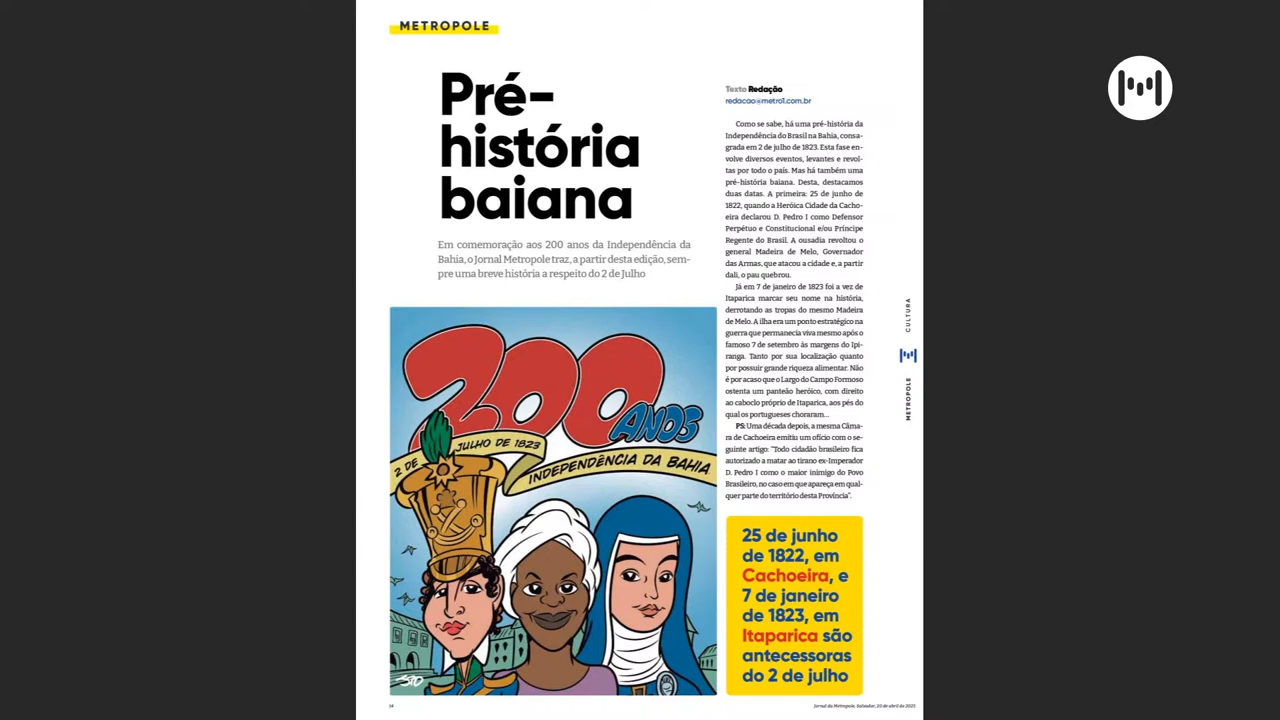 METROPOLE
Pré-
história
baiana
Em comemoração aos 200 anos da Independência da
Bahia, o Jornal Metropole traz, a partir desta edição, sem-
pre uma breve história a respeito do 2 de Julho
Texto Redação
redacao@metro1.com.br
Como se sabe, há uma pré-história da
Independência do Brasil na Bahia, consa-
grada em 2 de julho de 1823. Esta fase en-
volve diversos eventos, levantes e revol-
tas por todo o país. Mas há também uma
pré-história baiana. Desta, destacamos
duas datas. A primeira: 25 de junho de
1822, quando a Heróica Cidade da Cacho-
eira declarou D. Pedro I como Defensor
Perpétuo e Constitucional e/ou Príncipe
Regente do Brasil. A ousadia revoltou o
general Madeira de Melo, Governador
das Armas, que atacou a cidade e, a partir
dali, o pau quebrou.
Já em 7 de janeiro de 1823 foi a vez de
Itaparica marcar seu nome na história,
derrotando as tropas do mesmo Madeira
de Melo. A ilha era um ponto estratégico na
guerra que permanecia viva mesmo após o
famoso 7 de setembro às margens do Ipi-
ranga. Tanto por sua localização quanto
por possuir grande riqueza alimentar. Não
é por acaso que o Largo do Campo Formoso
ostenta um panteão heróico, com direito
ao caboclo próprio de Itaparica, aos pés do
qual os portugueses choraram...
PS: Uma década depois, a mesma Câma-
ra de Cachoeira emitiu um ofício com o se-
guinte artigo: "Todo cidadão brasileiro fica
autorizado a matar ao tirano ex-Imperador
D. Pedro I como o maior inimigo do Povo
Brasileiro, no caso em que apareça em qual-
quer parte do território desta Província".
200
ANOS
2 DE JULHO DE 1823
INDEPENDÊNCIA DA BAHIA
25 de junho
de 1822, em
Cachoeira, e
7 de janeiro
de 1823, em
Itaparica são
antecessoras
do 2 de julho
CULTURA
METROPOLE
14
Jornal da Metropole, Salvador, 20 de abril de 2023